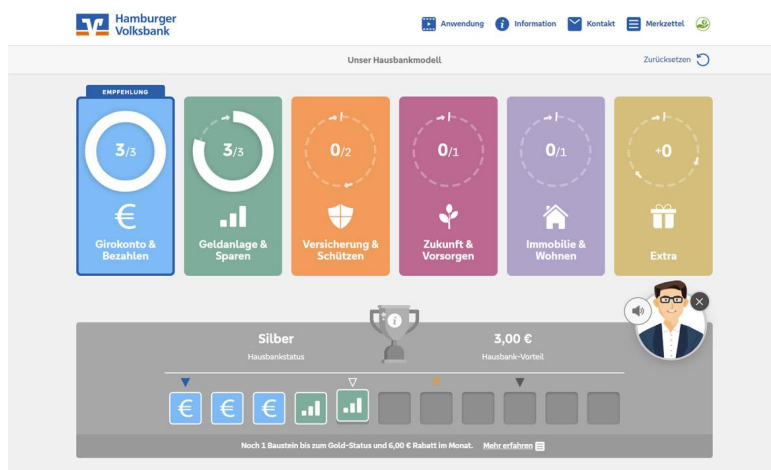 Hamburger
Volksbank
Anwendung
Information
Kontakt
Merkzettel
Unser Hausbankmodell
Zurücksetzen
EMPFEHLUNG
3/3
3/3
0/2
0/1
0/1
+0
Girokonto &
Bezahlen
Geldanlage &
Sparen
Versicherung &
Schützen
Zukunft &
Vorsorgen
Immobilie &
Wohnen
Extra
Silber
Hausbankstatus
3,00 €
Hausbank-Vorteil
Noch 1 Baustein bis zum Gold-Status und 6,00 € Rabatt im Monat. Mehr erfahren